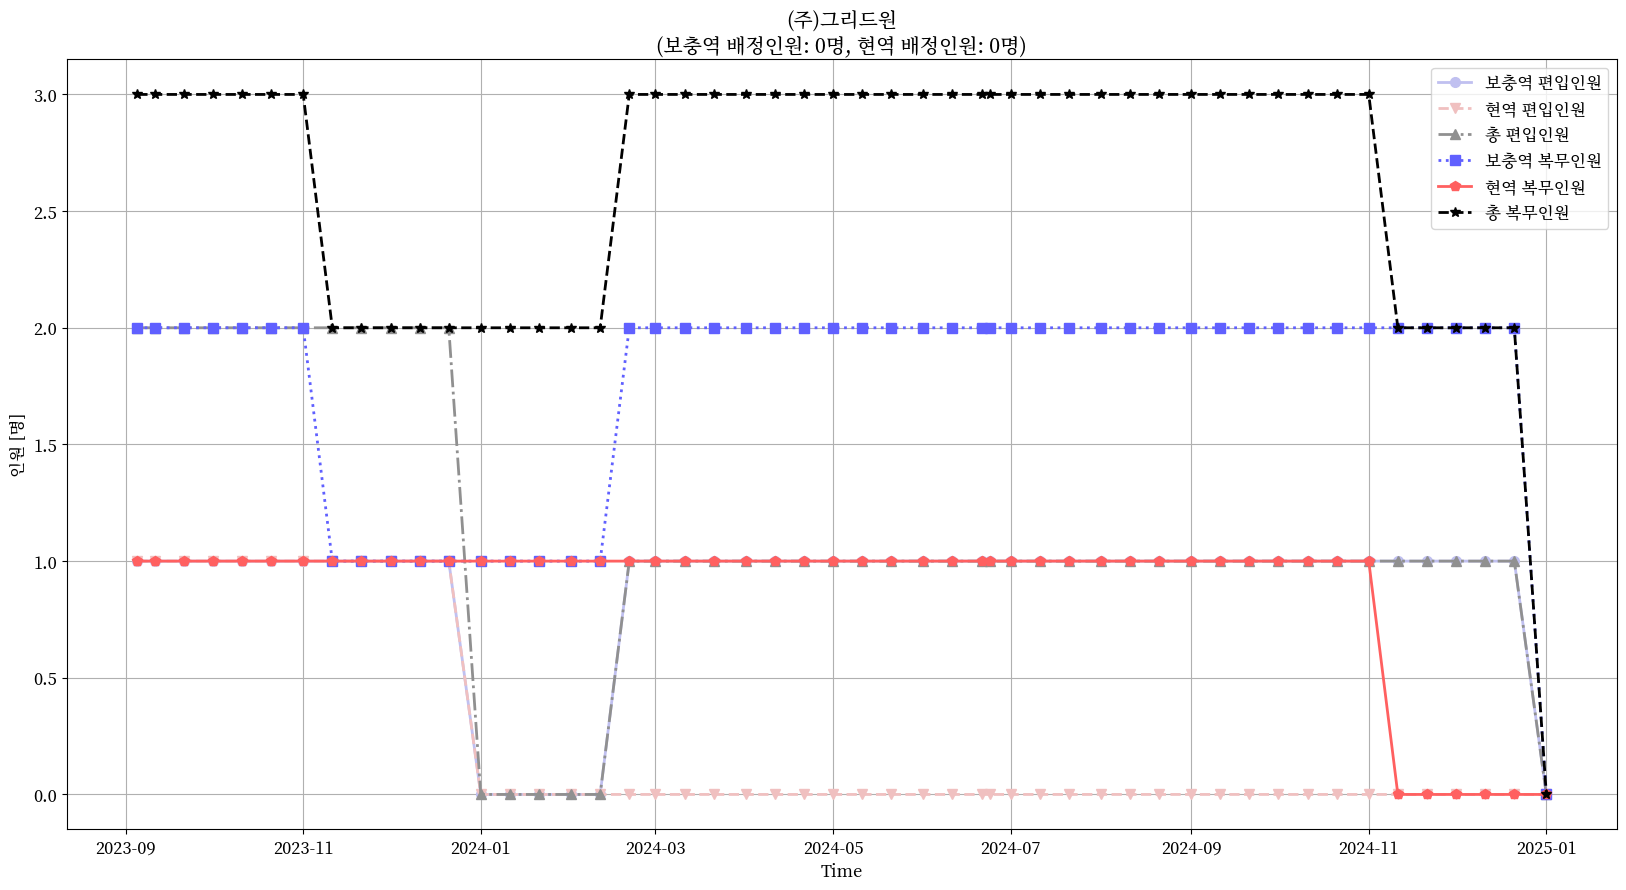 (주)그리드원
(보충역 배정인원: 0명, 현역 배정인원: 0명)
보충역 편입인원
현역 편입인원
총 편입인원
보충역 복무인원
현역 복무인원
총 복무인원
인원 [명]
3.0
2.5
2.0
1.5
1.0
0.5
0.0
2023-09
2023-11
2024-01
2024-03
2024-05
2024-07
2024-09
2024-11
2025-01
Time